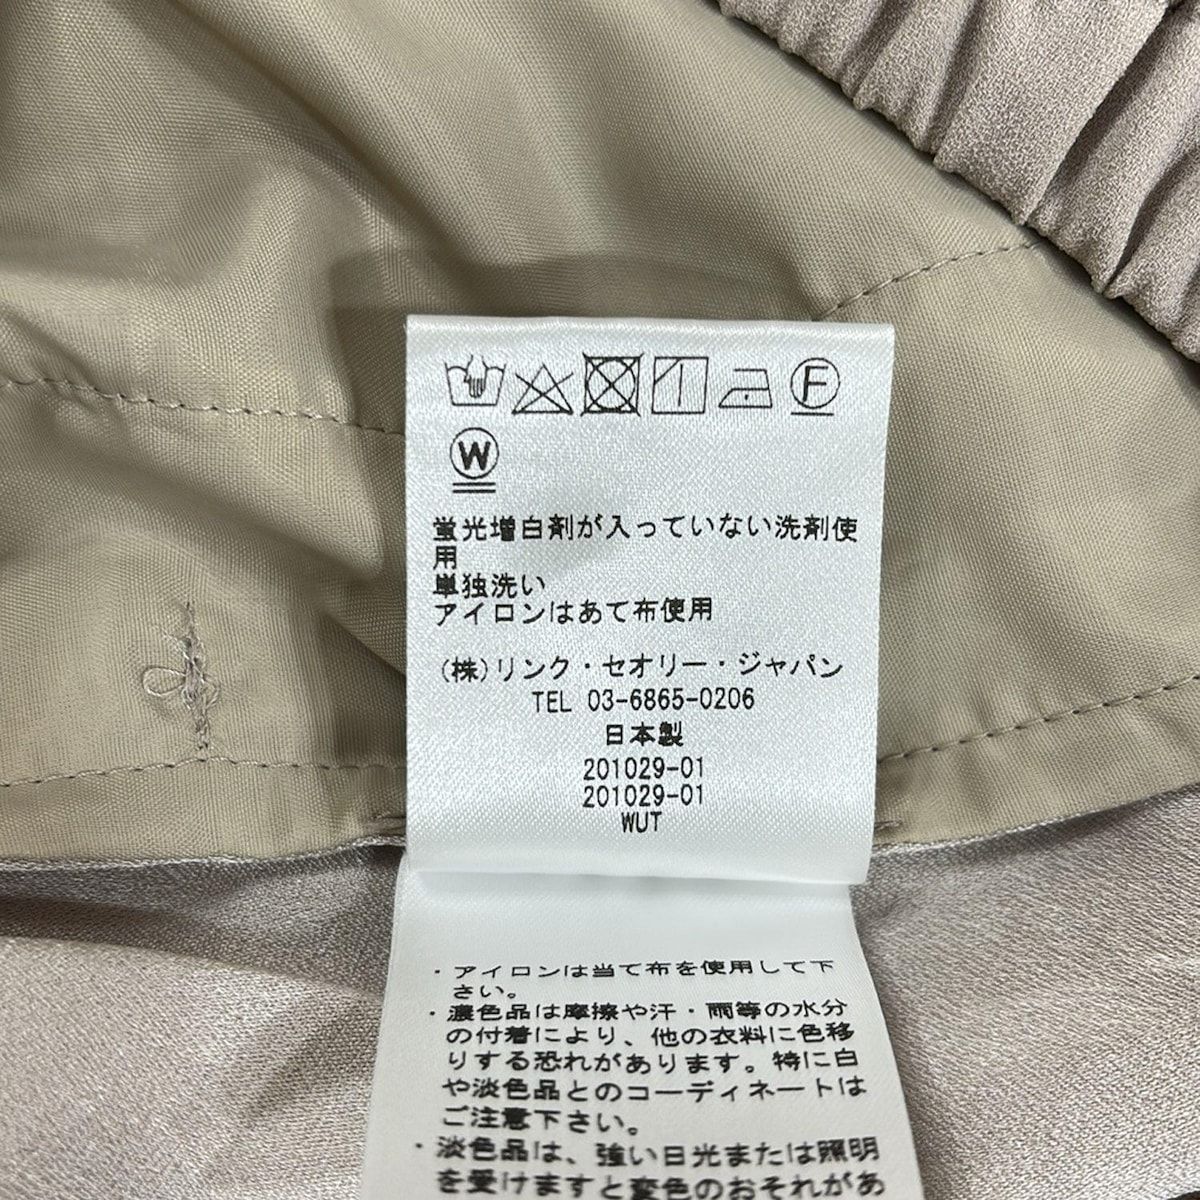 F
W
蛍光増白剤が入っていない洗剤使
用
単独洗い
アイロンはあて布使用
(株)リンク・セオリー・ジャパン
TEL 03-6865-0206
日本製
201029-01
201029-01
WUT
・アイロンは当て布を使用して下
さい。
・濃色品は摩擦や汗・雨等の水分
の付着により、他の衣料に色移
りする恐れがあります。特に白
や淡色品とのコーディネートは
ご注意下さい。
・淡色品は、強い日光または照明
を受けますと変色のおそれがあ